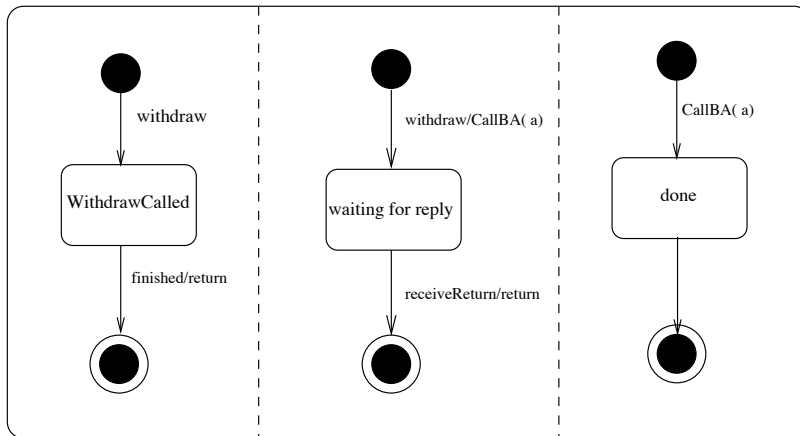 withdraw
WithdrawCalled
finished/return
withdraw/CallBA( a)
waiting for reply
receiveReturn/return
CallBA( a)
done